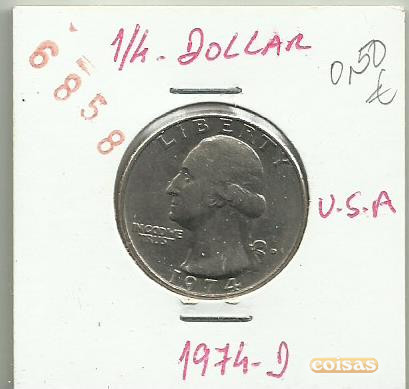 1/4. DOLLAR
6858
0,50
€
LIBERTY
U.S.A
IN GOD WE
TRUST
D
1974
1974-D
coisas